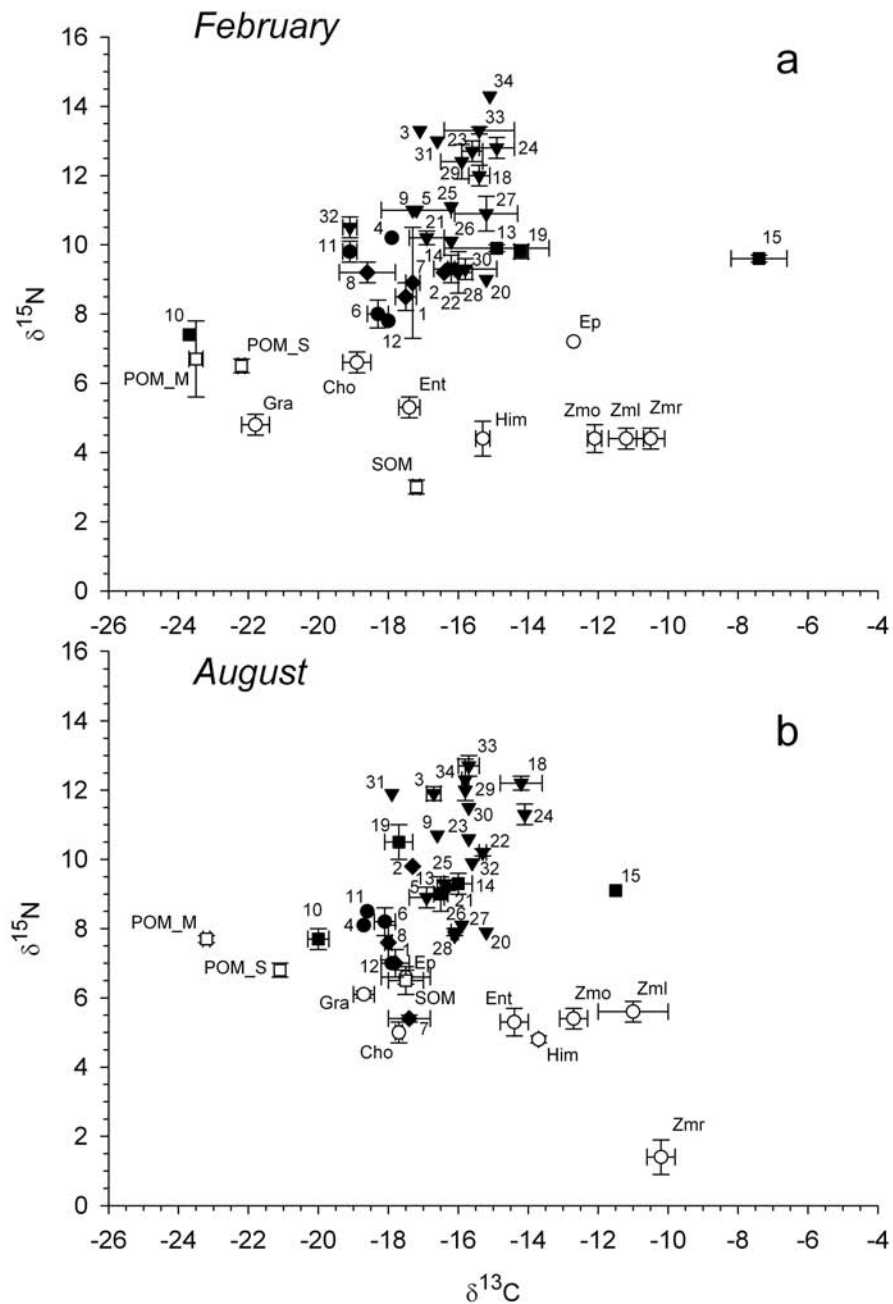 February
a
16
14
12
10
8
6
4
2
0
δ15N
34
33
3
23
24
31
29
18
9 5 25 27
32
4 21 26 13 19 15
11
14 30
8 7
2 28 20
22
10 6 1
12
Ep
POM_S
POM_M
Cho
Gra Ent
Him Zmo Zml Zmr
SOM
-26 -24 -22 -20 -18 -16 -14 -12 -10 -8 -6 -4
August
b
16
14
12
10
8
6
4
2
0
δ15N
33
34 18
31 3
29
30 24
9 23
19 22
2 25 32
13 15
5 14
11 21
10 6
4 26 27
POM_M 8 20
28
1
12 Ep
POM_S
SOM
Gra Ent Zmo Zml
7
Cho Him
Zmr
-26 -24 -22 -20 -18 -16 -14 -12 -10 -8 -6 -4
δ13C